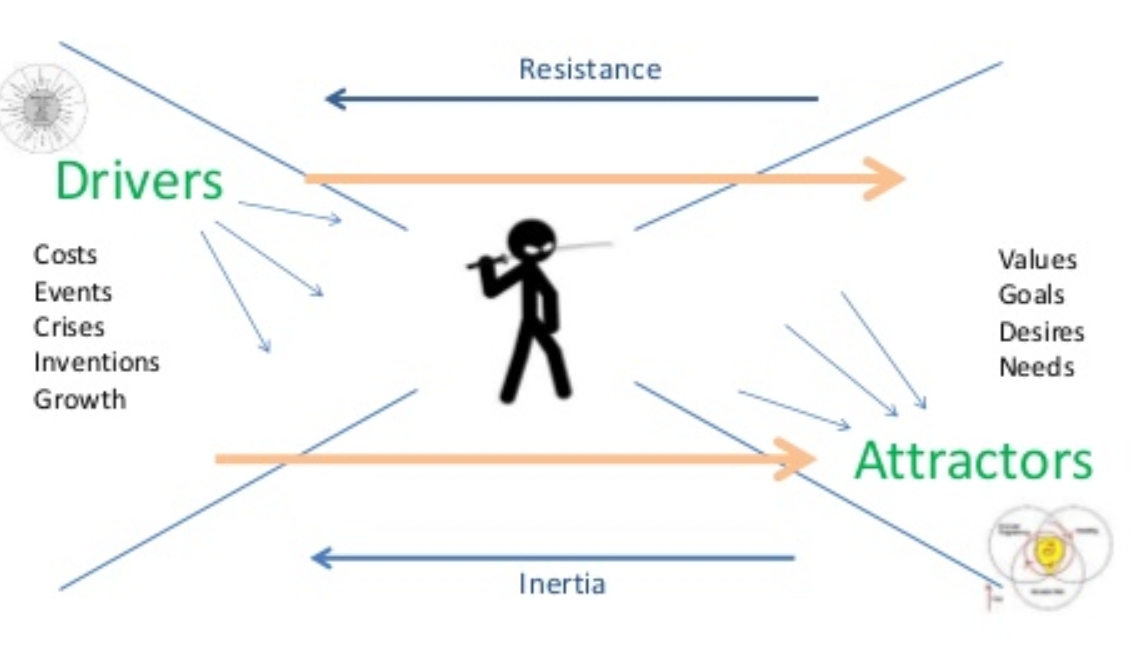 Resistance
Drivers
Costs
Events
Crises
Inventions
Growth
Values
Goals
Desires
Needs
Attractors
Inertia